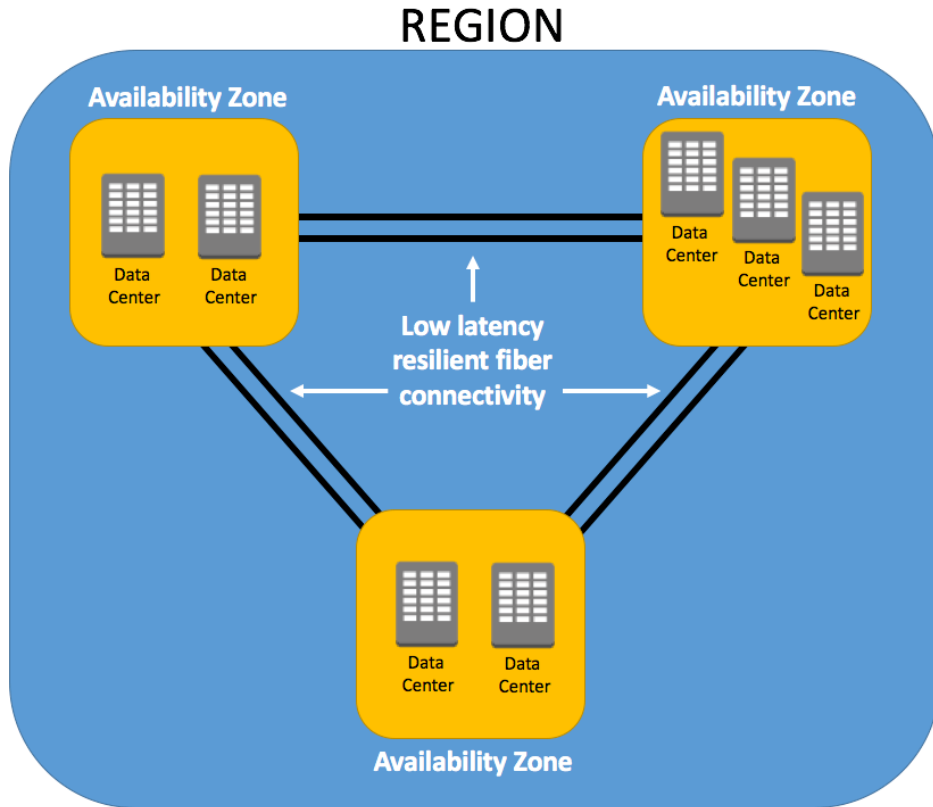 REGION
Availability Zone
Availability Zone
Data
Center
Data
Center
Data
Center
Data
Center
Data
Center
Low latency
resilient fiber
connectivity
Data
Center
Data
Center
Availability Zone